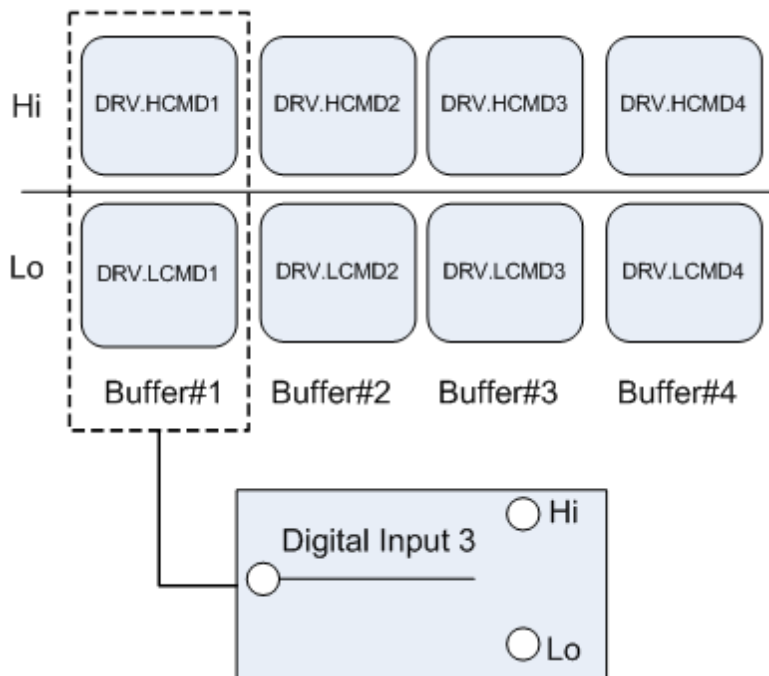 Hi
DRV.HCMD1 DRV.HCMD2 DRV.HCMD3 DRV.HCMD4
Lo
DRV.LCMD1 DRV.LCMD2 DRV.LCMD3 DRV.LCMD4
Buffer#1 Buffer#2 Buffer#3 Buffer#4
Digital Input 3
Hi
Lo